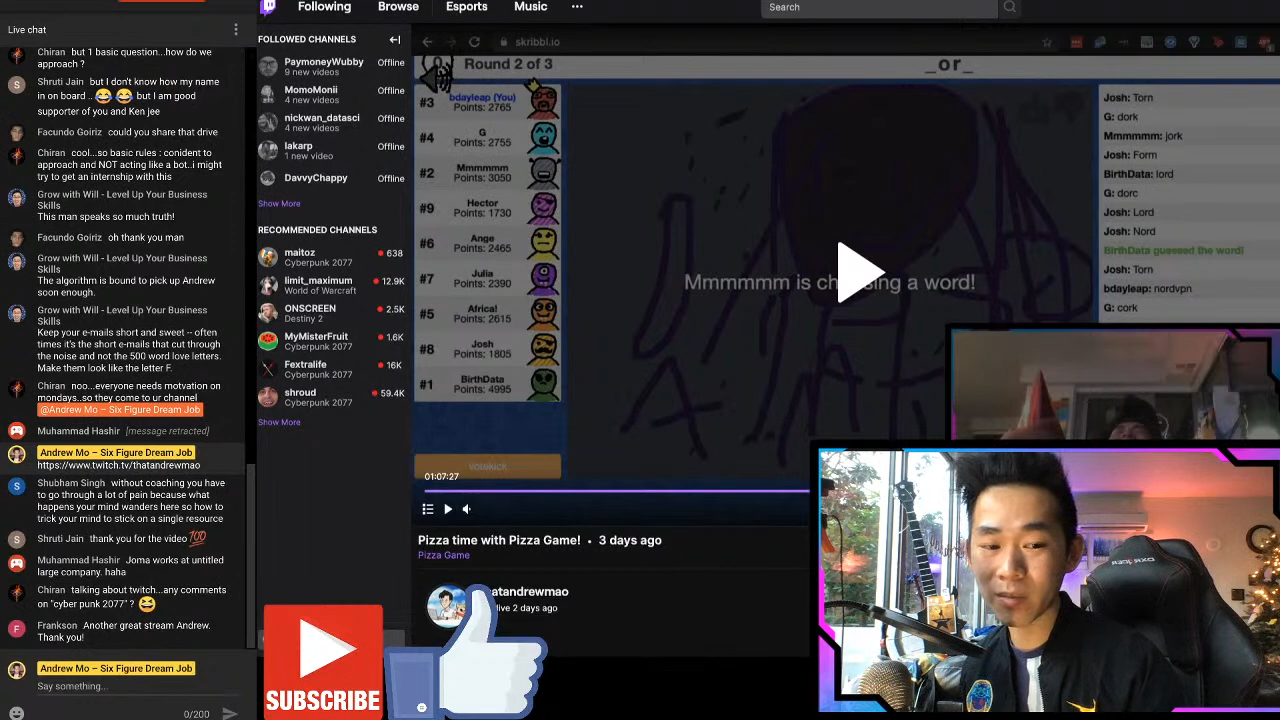 Live chat
Chiran but 1 basic question...how do we
approach ?
Shruti Jain but I don't know how my name
in on board .. 😂 😂 but I am good
supporter of you and Ken jee
Facundo Goiriz could you share that drive
Chiran cool...so basic rules : conident to
approach and NOT acting like a bot..i might
try to get an internship with this
Grow with Will - Level Up Your Business
Skills
This man speaks so much truth!
Facundo Goiriz oh thank you man
Grow with Will - Level Up Your Business
Skills
The algorithm is bound to pick up Andrew
soon enough.
Grow with Will - Level Up Your Business
Skills
Keep your e-mails short and sweet -- often
times it's the short e-mails that cut through
the noise and not the 500 word love letters.
Make them look like the letter F.
Chiran noo...everyone needs motvation on
mondays..so they come to ur channel
@Andrew Mo – Six Figure Dream Job
Muhammad Hashir [message retracted]
Andrew Mo – Six Figure Dream Job
https://www.twitch.tv/thatandrewmao
Shubham Singh without coaching you have
to go through a lot of pain because what
happens your mind wanders here so how to
trick your mind to stick on a single resource
Shruti Jain thank you for the video 💯
Muhammad Hashir Joma works at untitled
large company. haha
Chiran talking about twitch...any comments
on "cyber punk 2077" ? 😆
Frankson Another great stream Andrew.
Thank you!
Andrew Mo – Six Figure Dream Job
Say something...
0/200
Following Browse Esports Music ...
Search
FOLLOWED CHANNELS
PaymoneyWubby Offline
9 new videos
MomoMonii Offline
4 new videos
nickwan_datasci Offline
4 new videos
lakarp Offline
1 new video
DavvyChappy Offline
Show More
RECOMMENDED CHANNELS
maitoz 638
Cyberpunk 2077
limit_maximum 12.9K
World of Warcraft
ONSCREEN 2.5K
Destiny 2
MyMisterFruit 1.6K
Cyberpunk 2077
Fextralife 16K
Cyberpunk 2077
shroud 59.4K
Cyberpunk 2077
Show More
skribbl.io
Round 2 of 3
_or_
#3 bdayleap (You)
Points: 2765
#4 G
Points: 2755
#2 Mmmmmm
Points: 3050
#9 Hector
Points: 1730
#6 Ange
Points: 2465
#7 Julia
Points: 2390
#5 Africa!
Points: 2615
#8 Josh
Points: 1805
#1 BirthData
Points: 4995
votekick
Mmmmmm is choosing a word!
Josh: Torn
G: dork
Mmmmmm: jork
Josh: Form
BirthData: lord
G: dorc
Josh: Lord
Josh: Nord
BirthData guessed the word!
Josh: Torn
bdayleap: nordvpn
G: cork
01:07:27
Pizza time with Pizza Game! • 3 days ago
Pizza Game
live 2 days ago
SUBSCRIBE